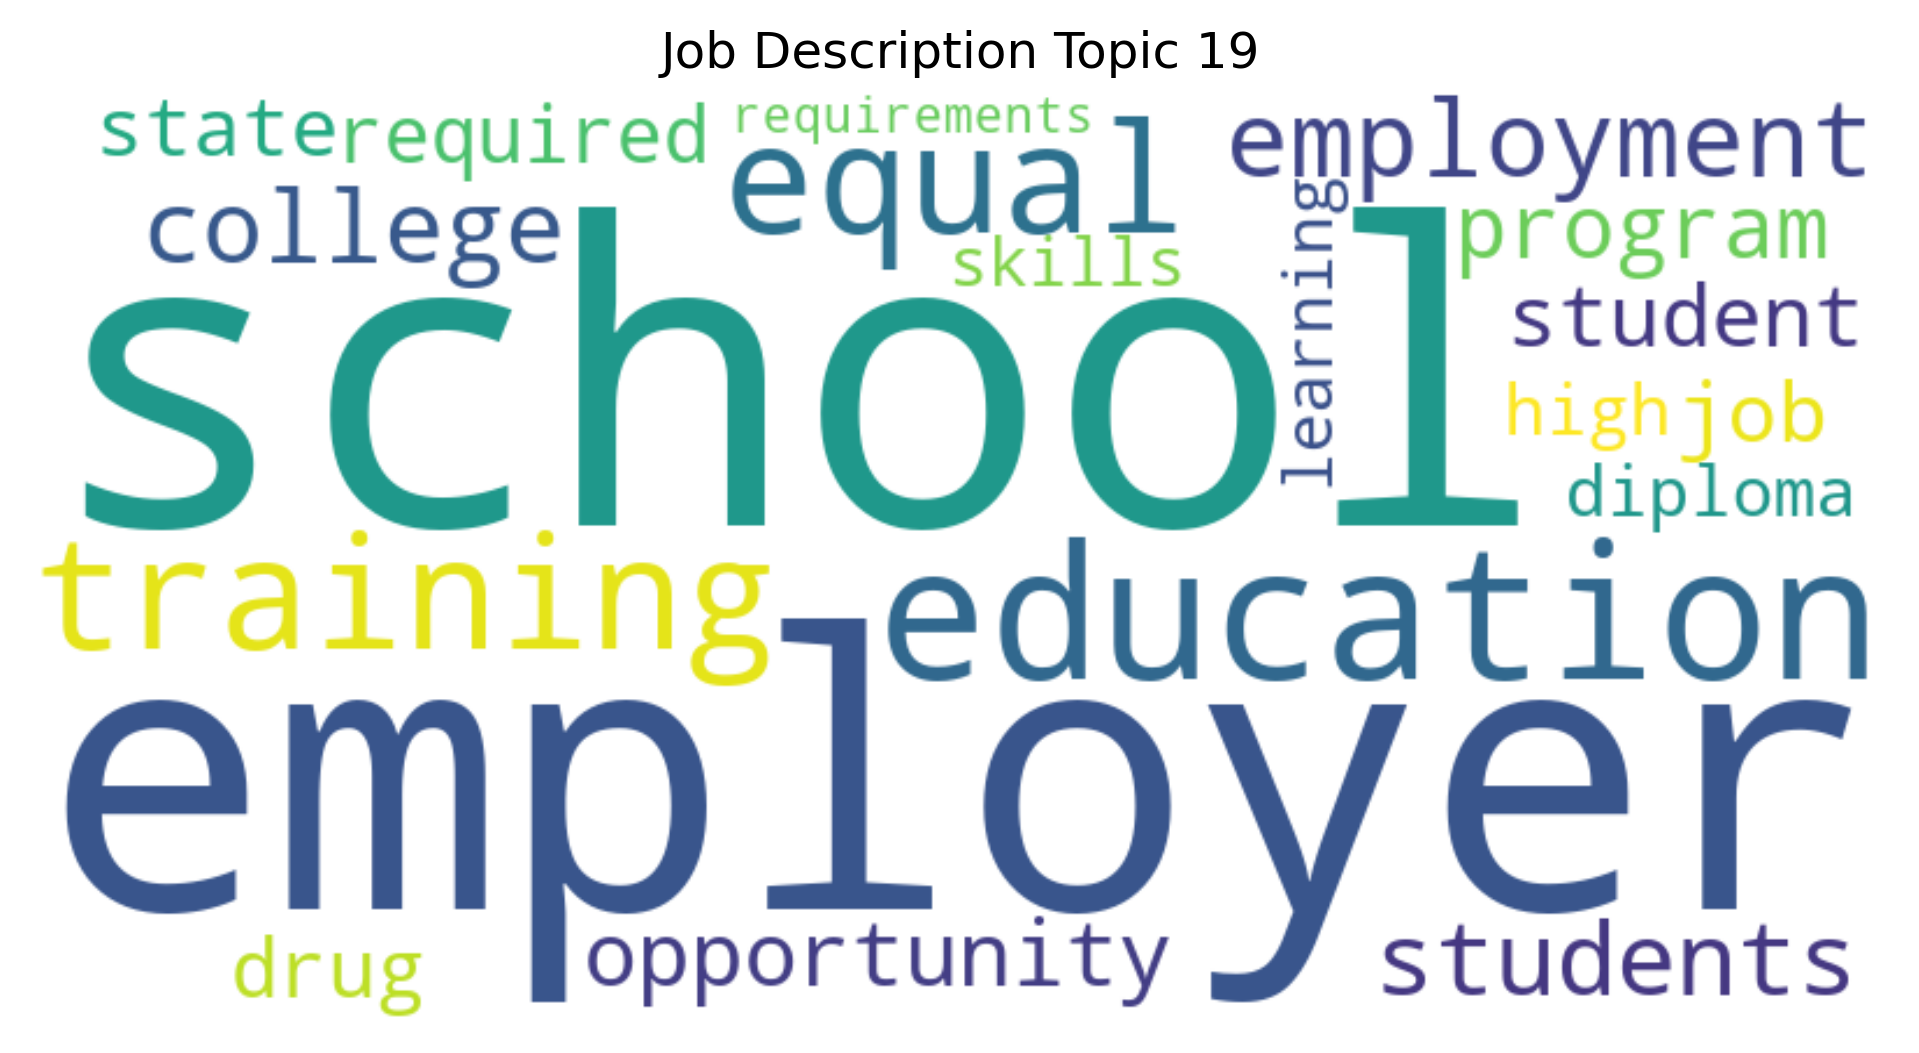 Job Description Topic 19
state required requirements employment
college equal program
skills learning student
school high job
diploma
training education
employer
drug opportunity students